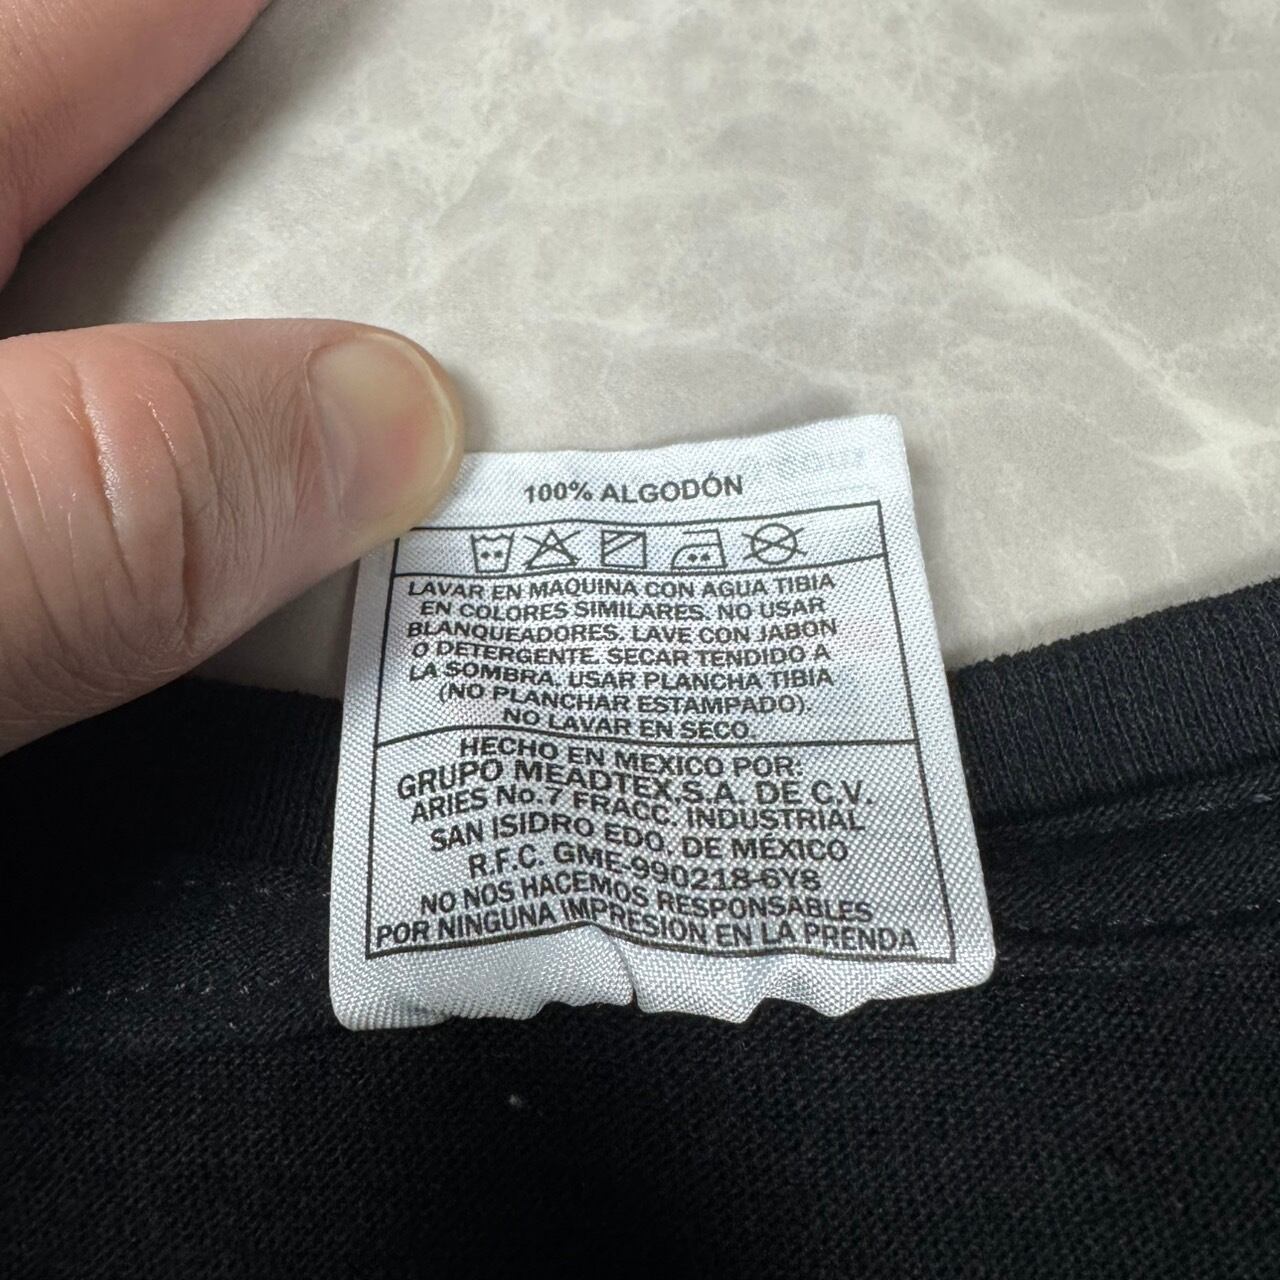 100% ALGODÓN
LAVAR EN MAQUINA CON AGUA TIBIA
EN COLORES SIMILARES. NO USAR
BLANQUEADORES. LAVE CON JABON
O DETERGENTE. SECAR TENDIDO A
LA SOMBRA. USAR PLANCHA TIBIA
(NO PLANCHAR ESTAMPADO).
NO LAVAR EN SECO.
HECHO EN MEXICO POR:
GRUPO MEADTEX,S.A. DE C.V.
ARIES No.7 FRACC. INDUSTRIAL
SAN ISIDRO EDO. DE MÉXICO
R.F.C. GME-990218-6Y8
NO NOS HACEMOS RESPONSABLES
POR NINGUNA IMPRESION EN LA PRENDA